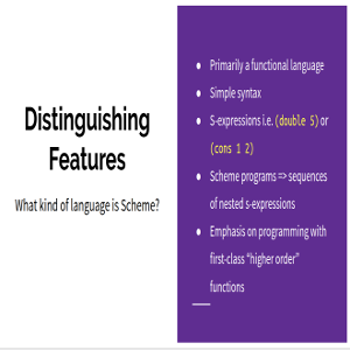 Distinguishing
Features
What kind of language is Scheme?
● Primarily a functional language
● Simple syntax
● S-expressions i.e. (double 5) or
(cons 1 2)
● Scheme programs => sequences
of nested s-expressions
● Emphasis on programming with
first-class “higher order”
functions